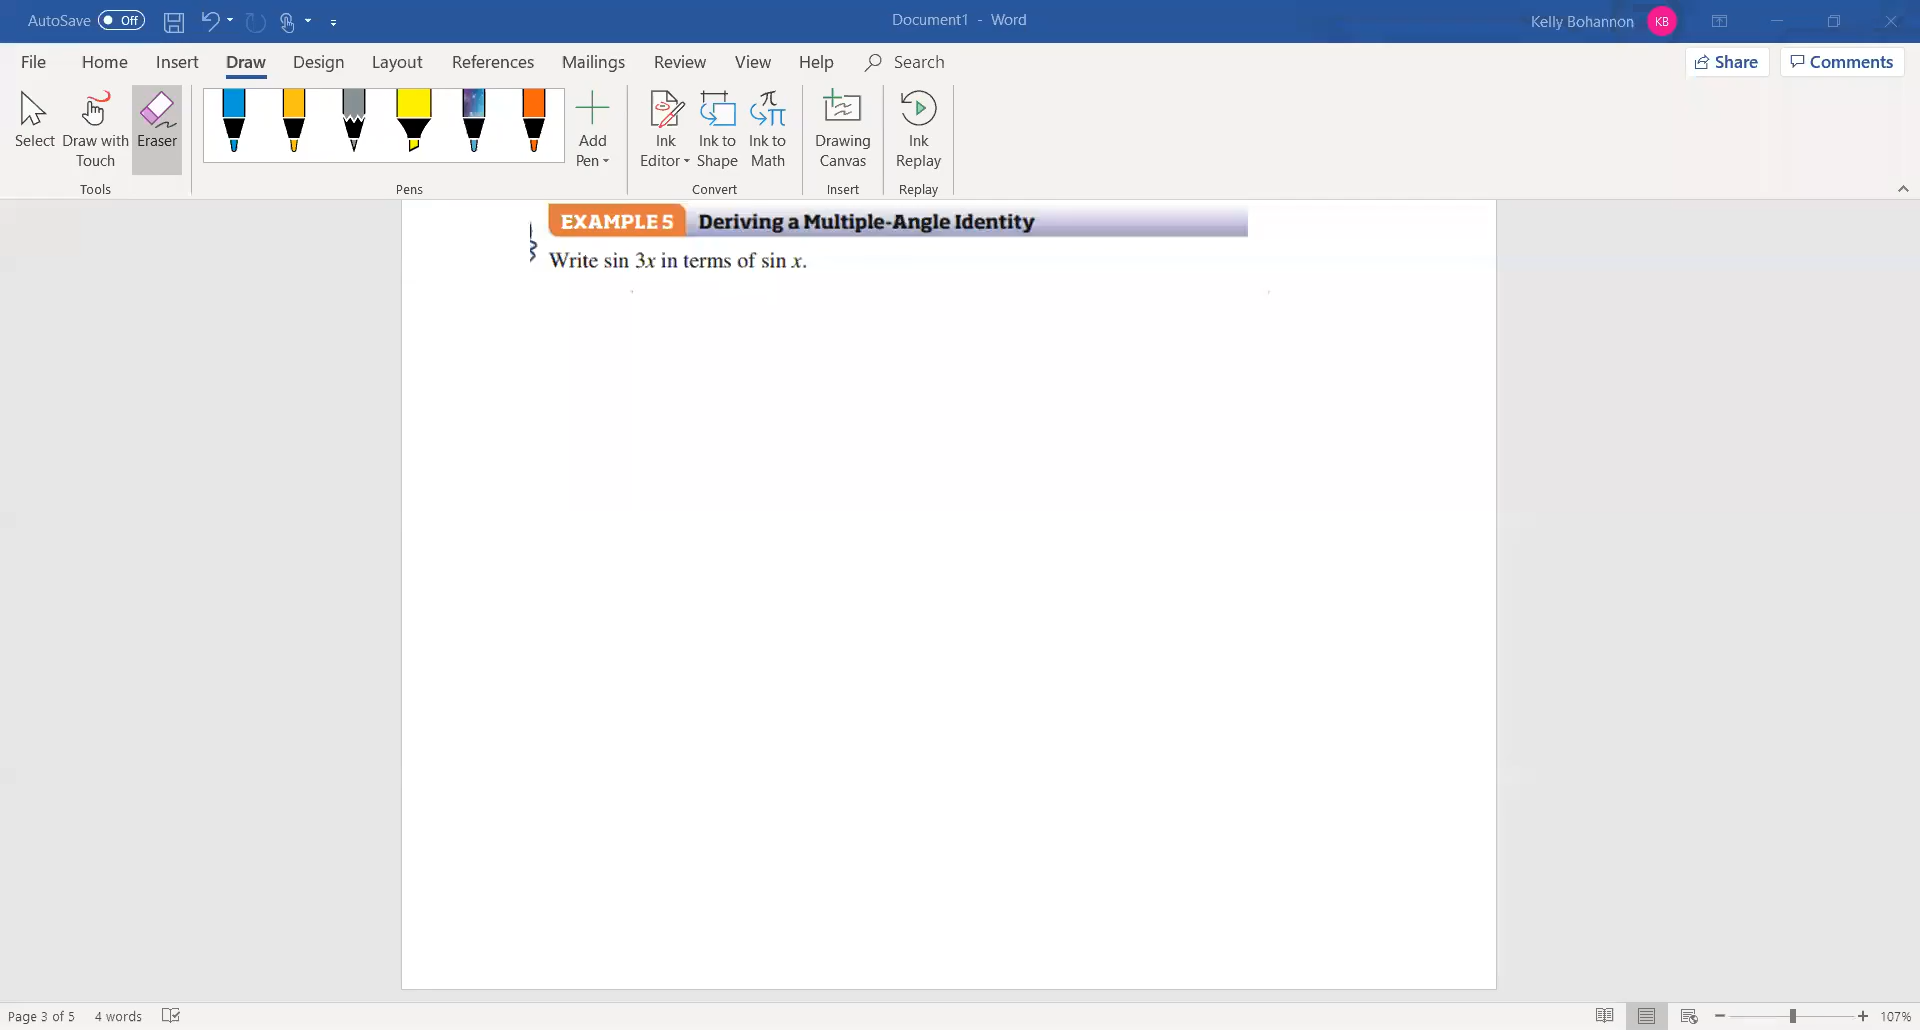 AutoSave Off
Document1 - Word
Kelly Bohannon KB
File Home Insert Draw Design Layout References Mailings Review View Help Search
Share Comments
Select
Draw with Touch
Eraser
Tools
Pens
Add Pen
Ink Editor
Ink to Shape
Ink to Math
Convert
Drawing Canvas
Insert
Ink Replay
Replay
EXAMPLE 5 Deriving a Multiple-Angle Identity
Write sin 3x in terms of sin x.
Page 3 of 5 4 words
107%